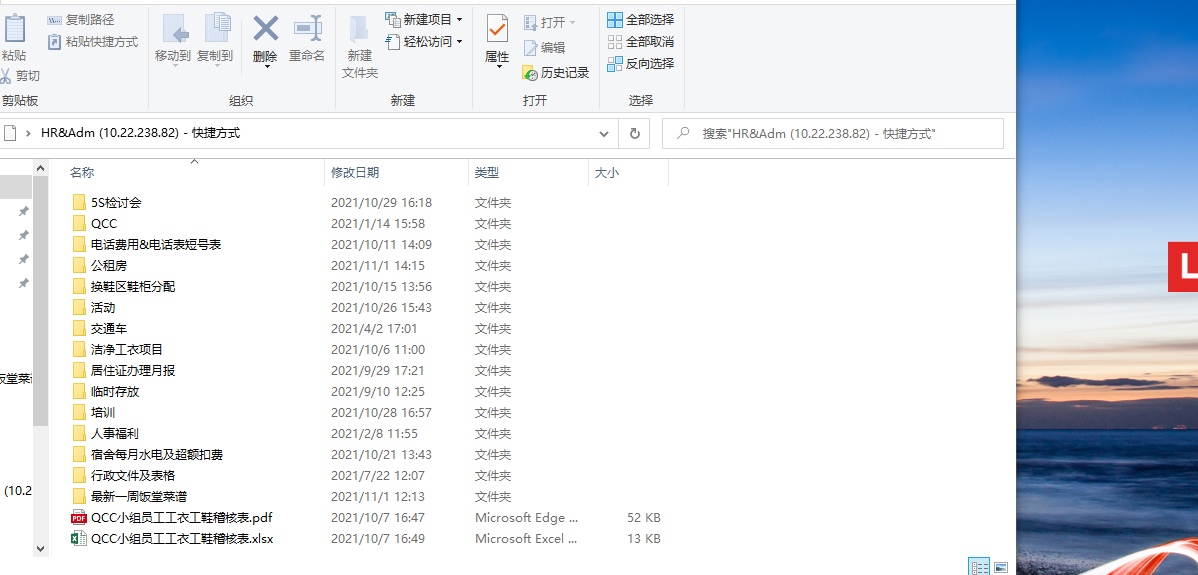 复制路径
粘贴快捷方式
粘贴
剪切
剪贴板
移动到
复制到
删除
重命名
组织
新建
文件夹
新建项目
轻松访问
新建
属性
打开
编辑
历史记录
打开
全部选择
全部取消
反向选择
选择
HR&Adm (10.22.238.82) - 快捷方式
搜索"HR&Adm (10.22.238.82) - 快捷方式"
名称 修改日期 类型 大小
5S检讨会 2021/10/29 16:18 文件夹
QCC 2021/1/14 15:58 文件夹
电话费用&电话表短号表 2021/10/11 14:09 文件夹
公租房 2021/11/1 14:15 文件夹
换鞋区鞋柜分配 2021/10/15 13:56 文件夹
活动 2021/10/26 15:43 文件夹
交通车 2021/4/2 17:01 文件夹
洁净工衣项目 2021/10/6 11:00 文件夹
居住证办理月报 2021/9/29 17:21 文件夹
临时存放 2021/9/10 12:25 文件夹
培训 2021/10/28 16:57 文件夹
人事福利 2021/2/8 11:55 文件夹
宿舍每月水电及超额扣费 2021/10/21 13:43 文件夹
行政文件及表格 2021/7/22 12:07 文件夹
最新一周饭堂菜谱 2021/11/1 12:13 文件夹
QCC小组员工工衣工鞋稽核表.pdf 2021/10/7 16:47 Microsoft Edge ... 52 KB
QCC小组员工工衣工鞋稽核表.xlsx 2021/10/7 16:49 Microsoft Excel ... 13 KB
饭堂菜
(10.2
PDF
L